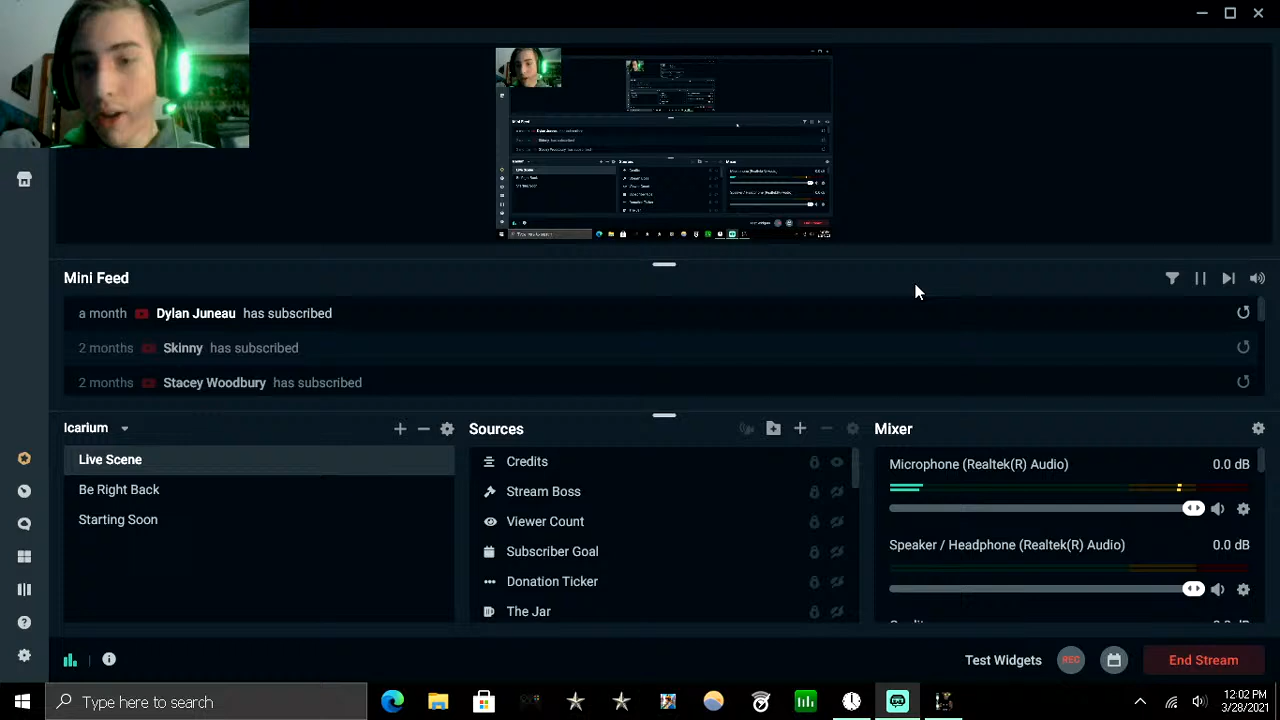 Mini Feed
a month Dylan Juneau has subscribed
2 months Skinny has subscribed
2 months Stacey Woodbury has subscribed
Icarium
Live Scene
Be Right Back
Starting Soon
Sources
Credits
Stream Boss
Viewer Count
Subscriber Goal
Donation Ticker
The Jar
Mixer
Microphone (Realtek(R) Audio) 0.0 dB
Speaker / Headphone (Realtek(R) Audio) 0.0 dB
Test Widgets REC End Stream
Type here to search
3/28/2021